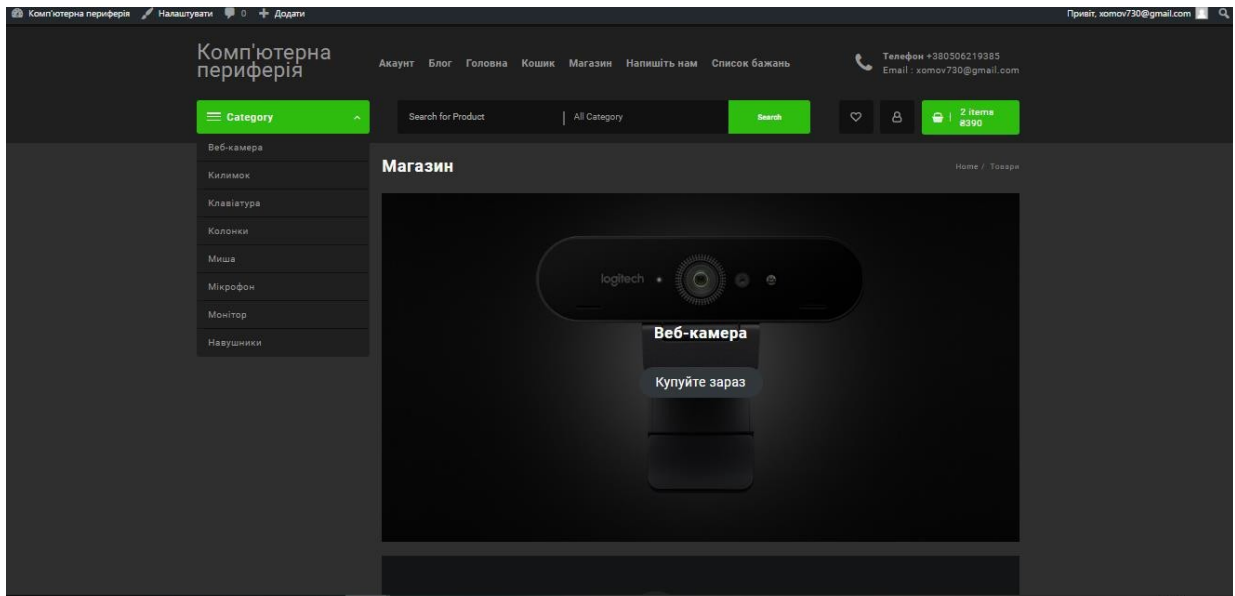 Комп'ютерна периферія Налаштувати 0 Додати Привіт, xomov730@gmail.com
Комп'ютерна
периферія
Акаунт Блог Головна Кошик Магазин Напишіть нам Список бажань
Телефон +380506219385
Email : xomov730@gmail.com
Category
Search for Product All Category Search
2 items
₴390
Веб-камера
Килимок
Клавіатура
Колонки
Миша
Мікрофон
Монітор
Навушники
Магазин
Home / Товари
logitech
Веб-камера
Купуйте зараз